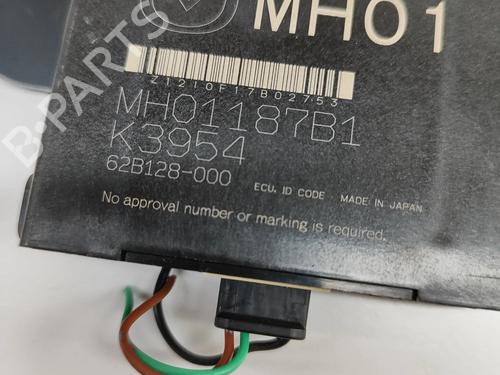 MH01
Z1210F17B02753
MH01187B1
K3954
62B128-000 ECU. ID CODE MADE IN JAPAN
No approval number or marking is required.
B-PARTS